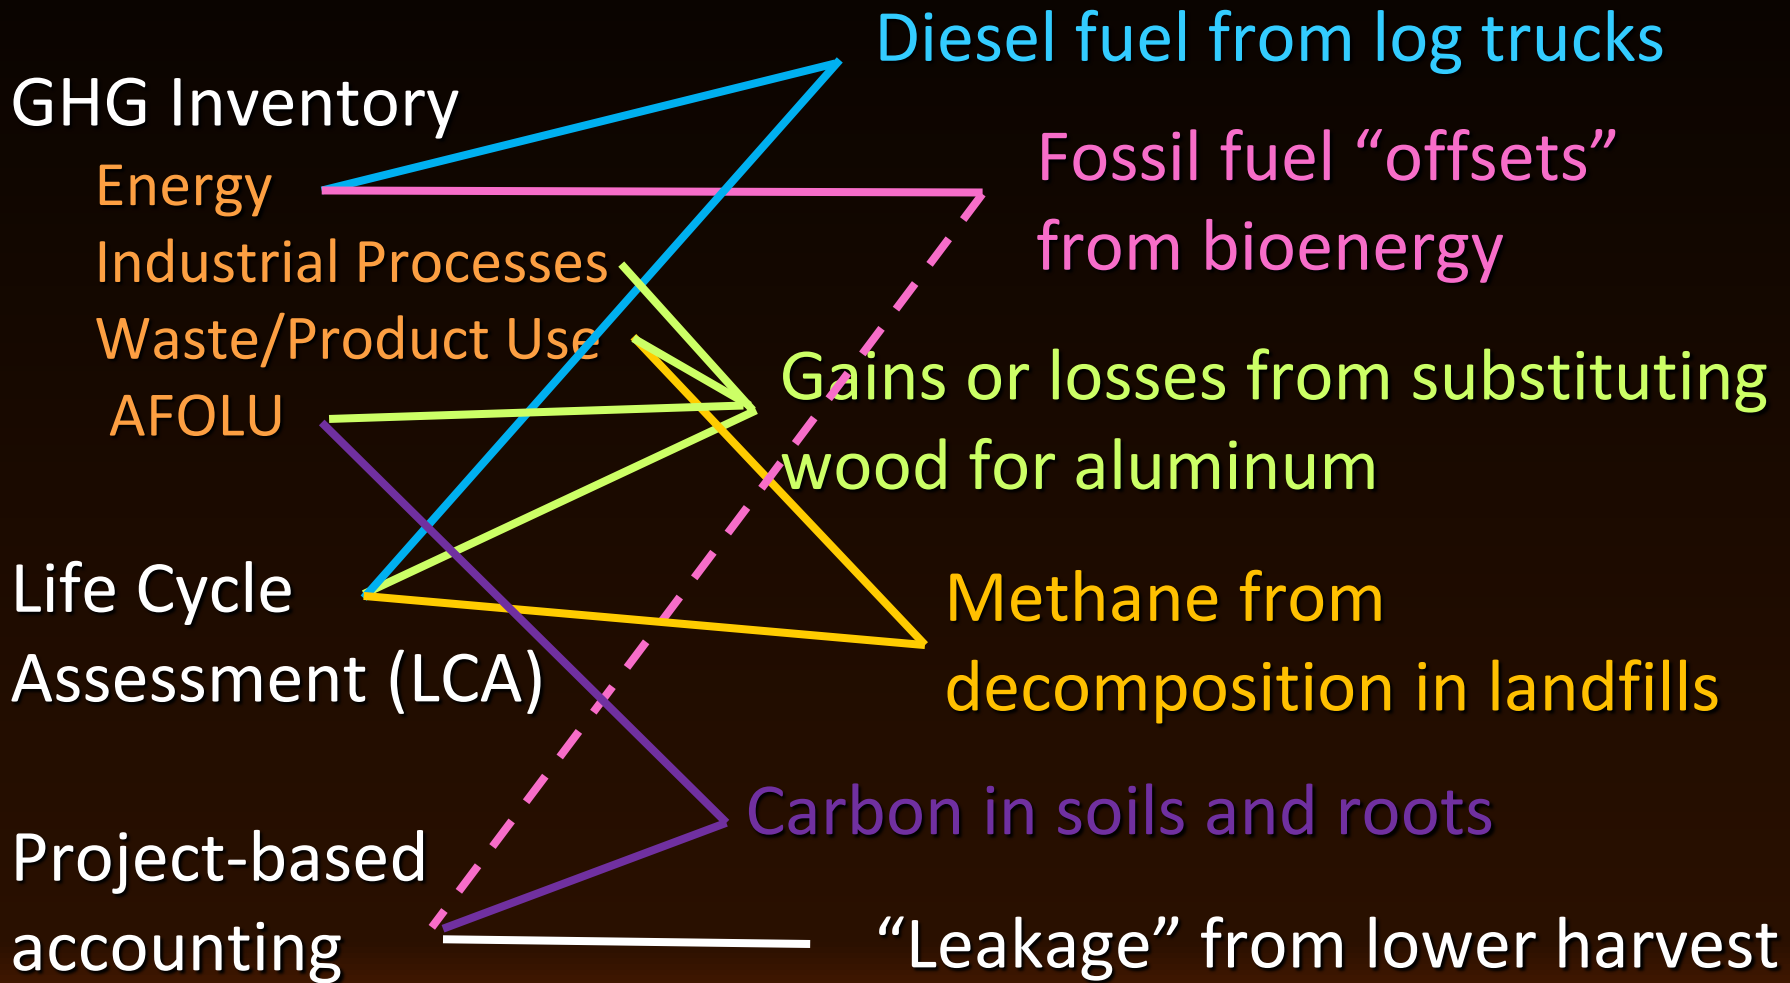 GHG Inventory
Energy
Industrial Processes
Waste/Product Use
AFOLU
Life Cycle
Assessment (LCA)
Project-based
accounting
Diesel fuel from log trucks
Fossil fuel “offsets”
from bioenergy
Gains or losses from substituting
wood for aluminum
Methane from
decomposition in landfills
Carbon in soils and roots
“Leakage” from lower harvest